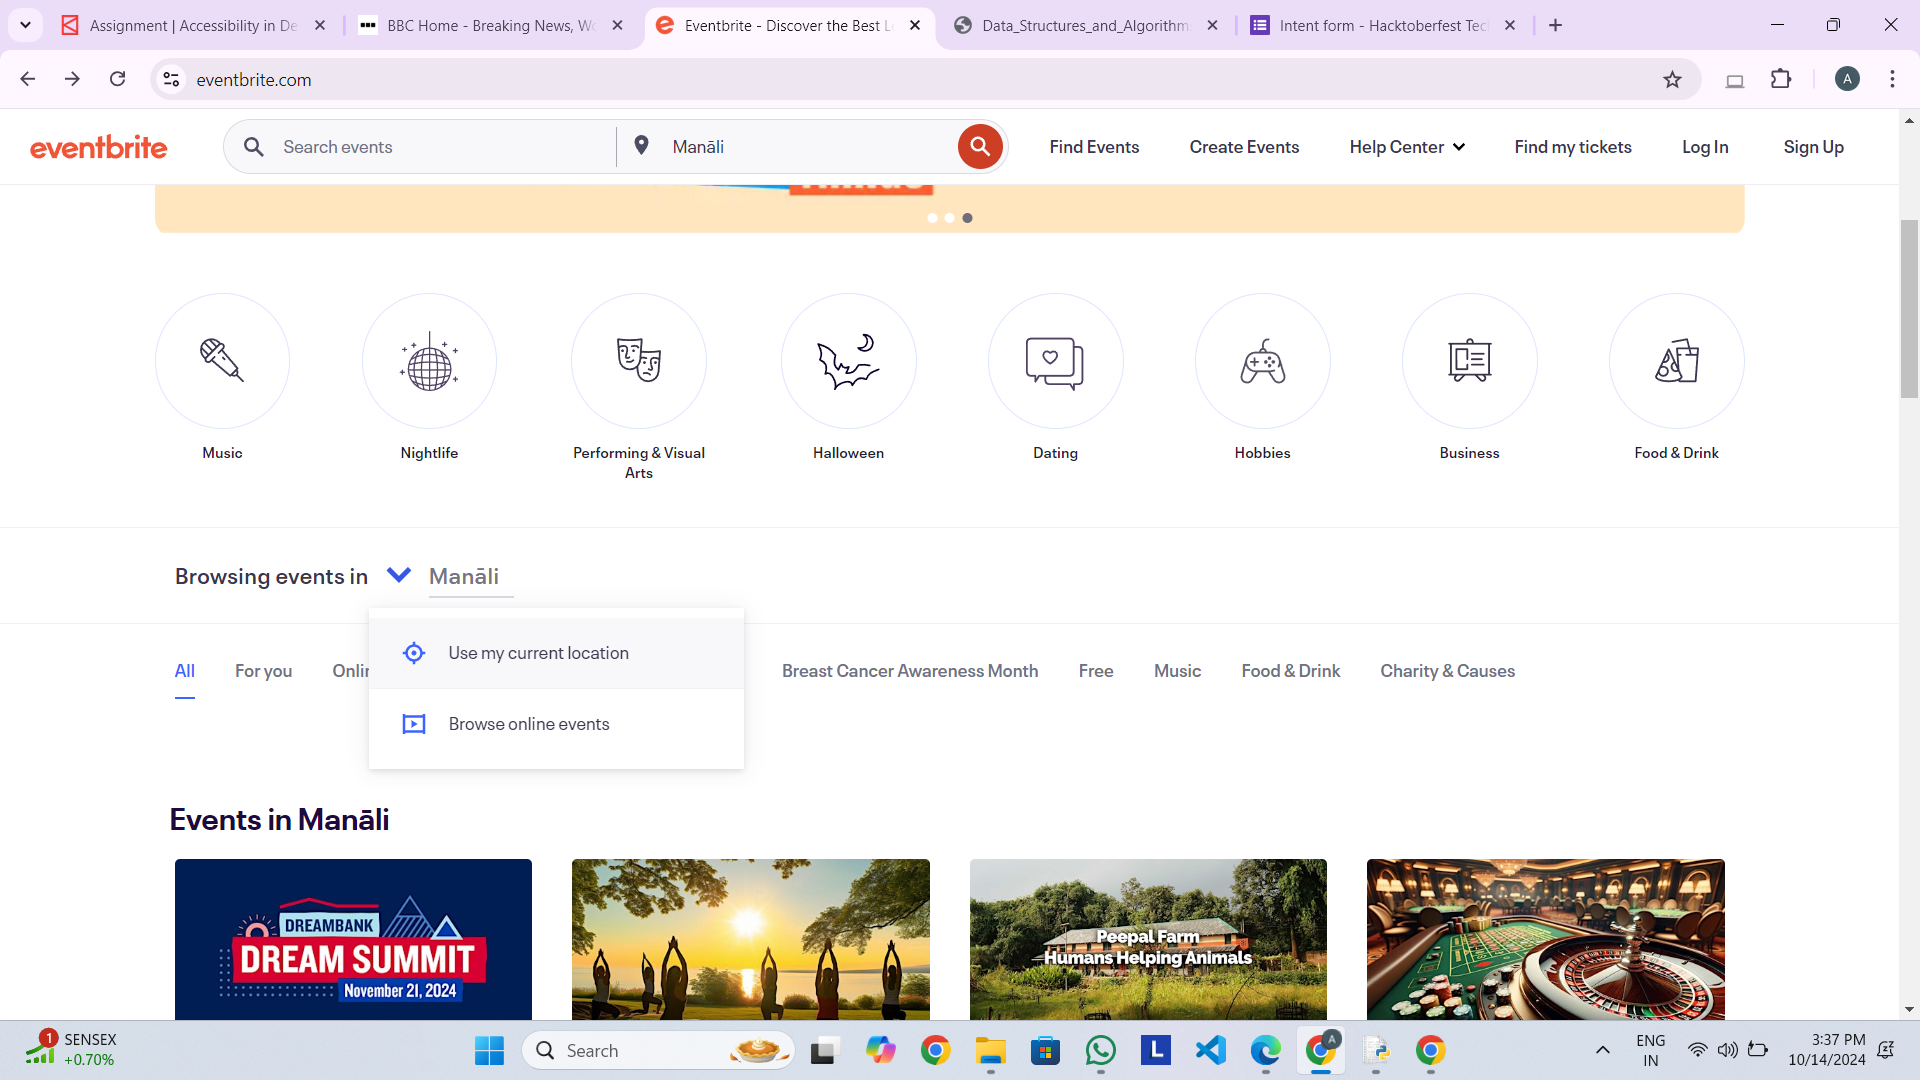 Assignment | Accessibility in De
BBC Home - Breaking News, Wo
Eventbrite - Discover the Best L
Data_Structures_and_Algorithm
Intent form - Hacktoberfest Tec
eventbrite.com
A
eventbrite
Search events
Manāli
Find Events
Create Events
Help Center
Find my tickets
Log In
Sign Up
Music
Nightlife
Performing & Visual
Arts
Halloween
Dating
Hobbies
Business
Food & Drink
Browsing events in
Manāli
Use my current location
Browse online events
All
For you
Onlin
Breast Cancer Awareness Month
Free
Music
Food & Drink
Charity & Causes
Events in Manāli
DREAMBANK
DREAM SUMMIT
November 21, 2024
Peepal Farm
Humans Helping Animals
1
SENSEX
+0.70%
Search
L
A
ENG
IN
3:37 PM
10/14/2024